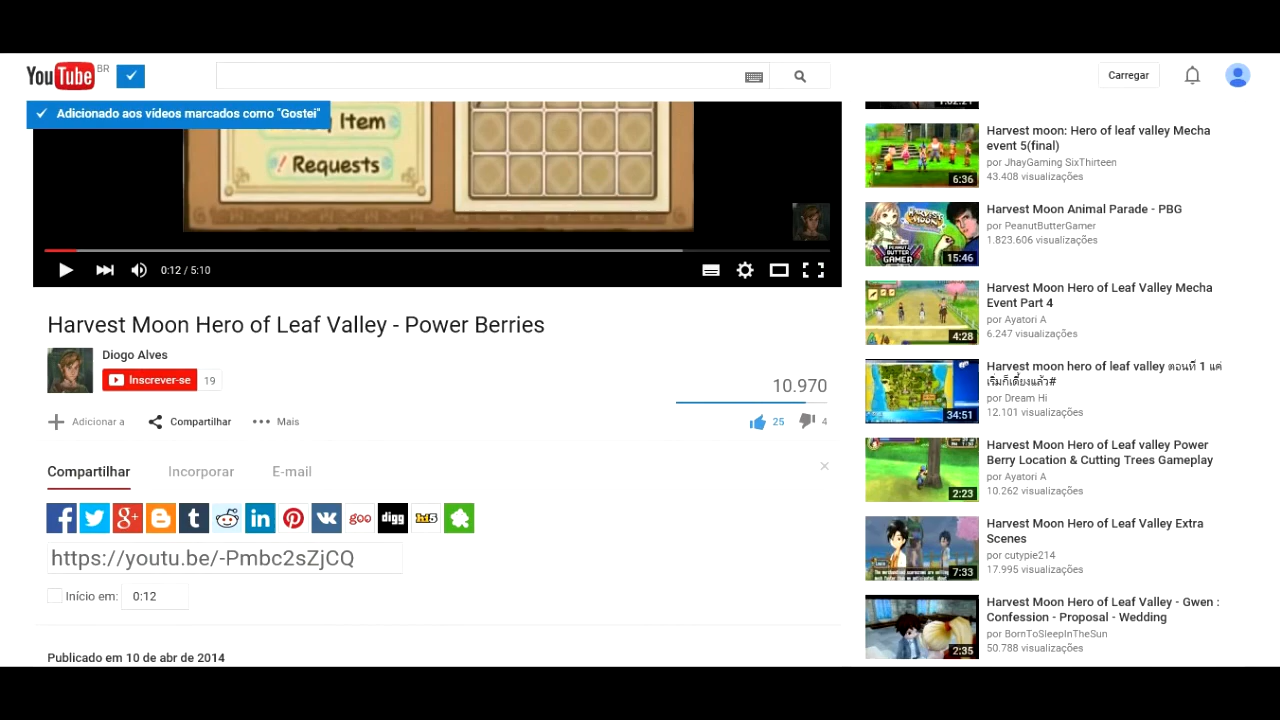 YouTube BR
Carregar
Adicionado aos vídeos marcados como "Gostei"
Item
Requests
0:12 / 5:10
Harvest Moon Hero of Leaf Valley - Power Berries
Diogo Alves
Inscrever-se 19
10.970
Adicionar a Compartilhar Mais
25 4
Compartilhar Incorporar E-mail
goo digg hi5
https://youtu.be/-Pmbc2sZjCQ
Início em: 0:12
Publicado em 10 de abr de 2014
Harvest moon: Hero of leaf valley Mecha
event 5(final)
por JhayGaming SixThirteen
43.408 visualizações
6:36
Harvest Moon Animal Parade - PBG
por PeanutButterGamer
1.823.606 visualizações
HARVEST MOON
PEANUT BUTTER GAMER
15:46
Harvest Moon Hero of Leaf Valley Mecha
Event Part 4
por Ayatori A
6.247 visualizações
4:28
Harvest moon hero of leaf valley ตอนที่ 1 แค่
เริ่มก็เดี้ยงแล้ว#
por Dream Hi
12.101 visualizações
34:51
Harvest Moon Hero of Leaf valley Power
Berry Location & Cutting Trees Gameplay
por Ayatori A
10.262 visualizações
2:23
Harvest Moon Hero of Leaf Valley Extra
Scenes
por cutypie214
17.995 visualizações
7:33
Harvest Moon Hero of Leaf Valley - Gwen :
Confession - Proposal - Wedding
por BornToSleepInTheSun
50.788 visualizações
2:35